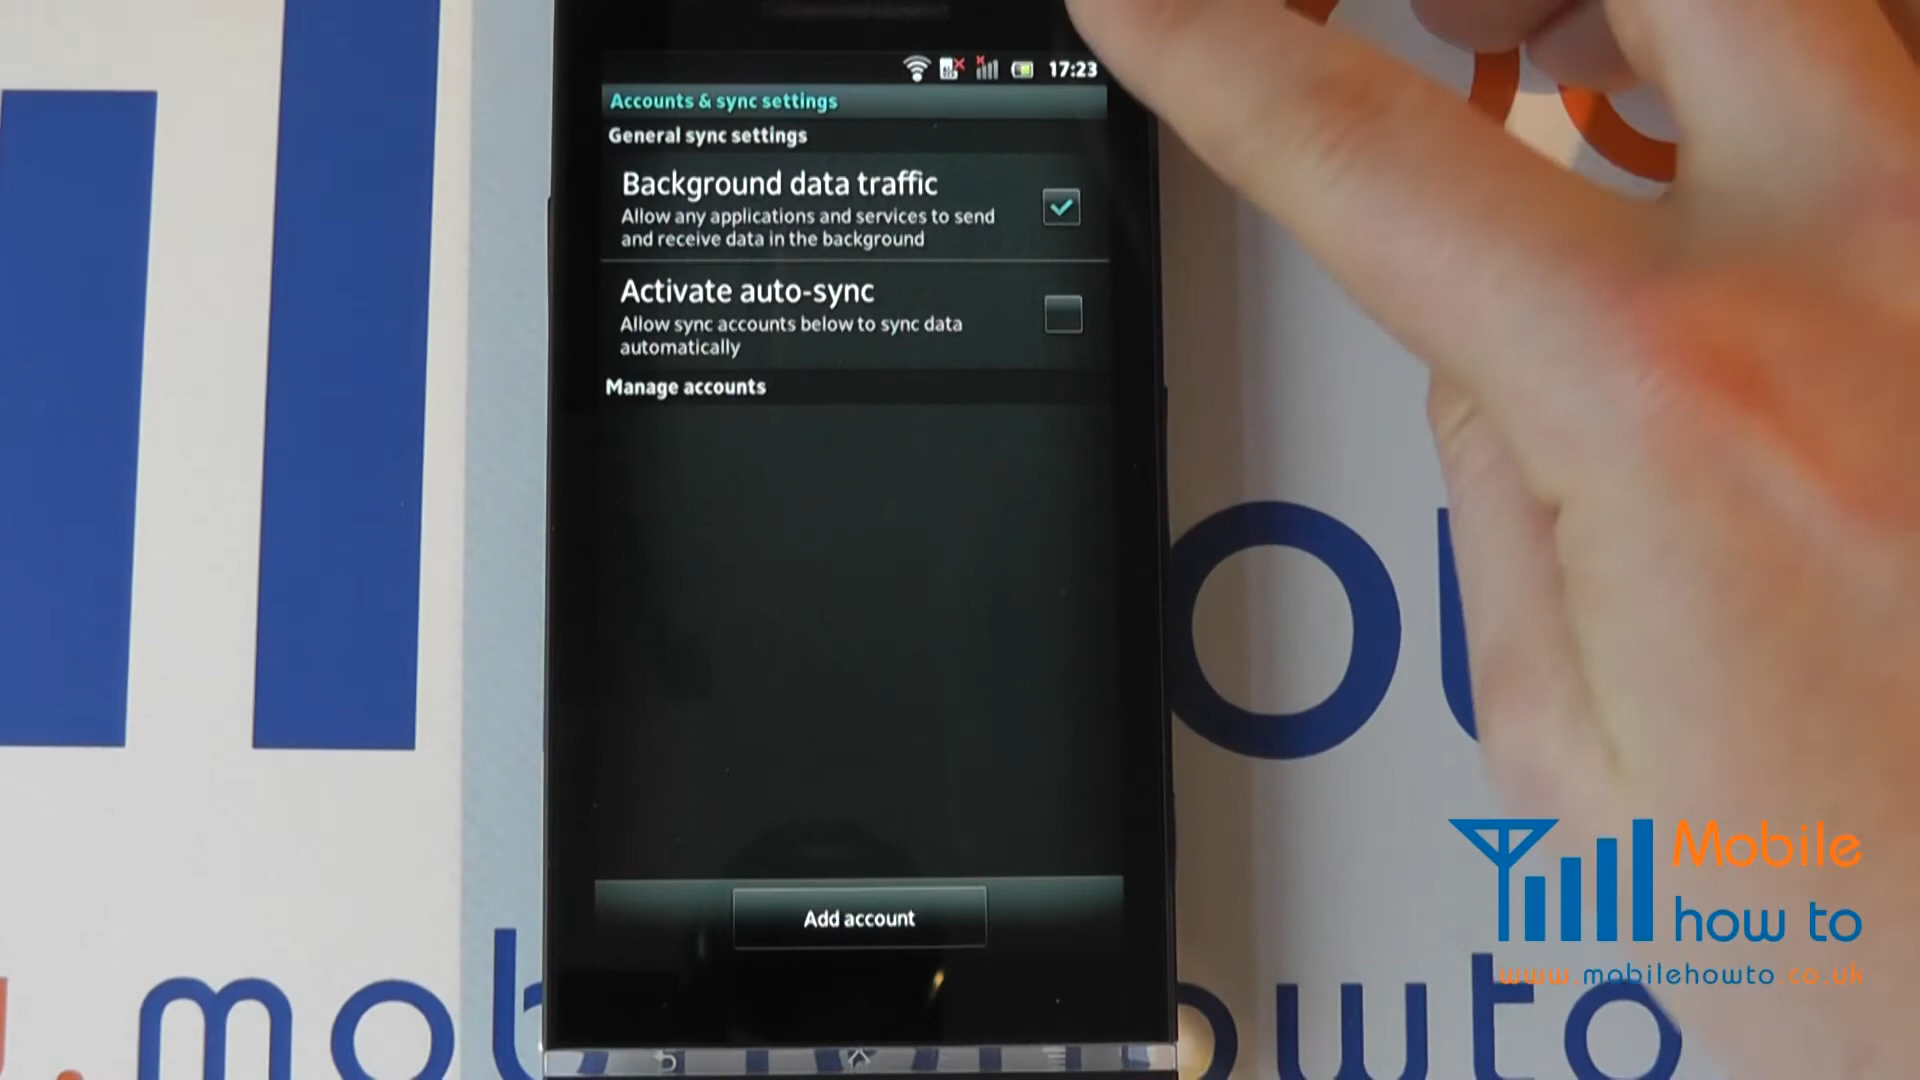 17:23
Accounts & sync settings
General sync settings
Background data traffic
Allow any applications and services to send
and receive data in the background
Activate auto-sync
Allow sync accounts below to sync data
automatically
Manage accounts
Add account
Mobile
how to
www.mobilehowto.co.uk